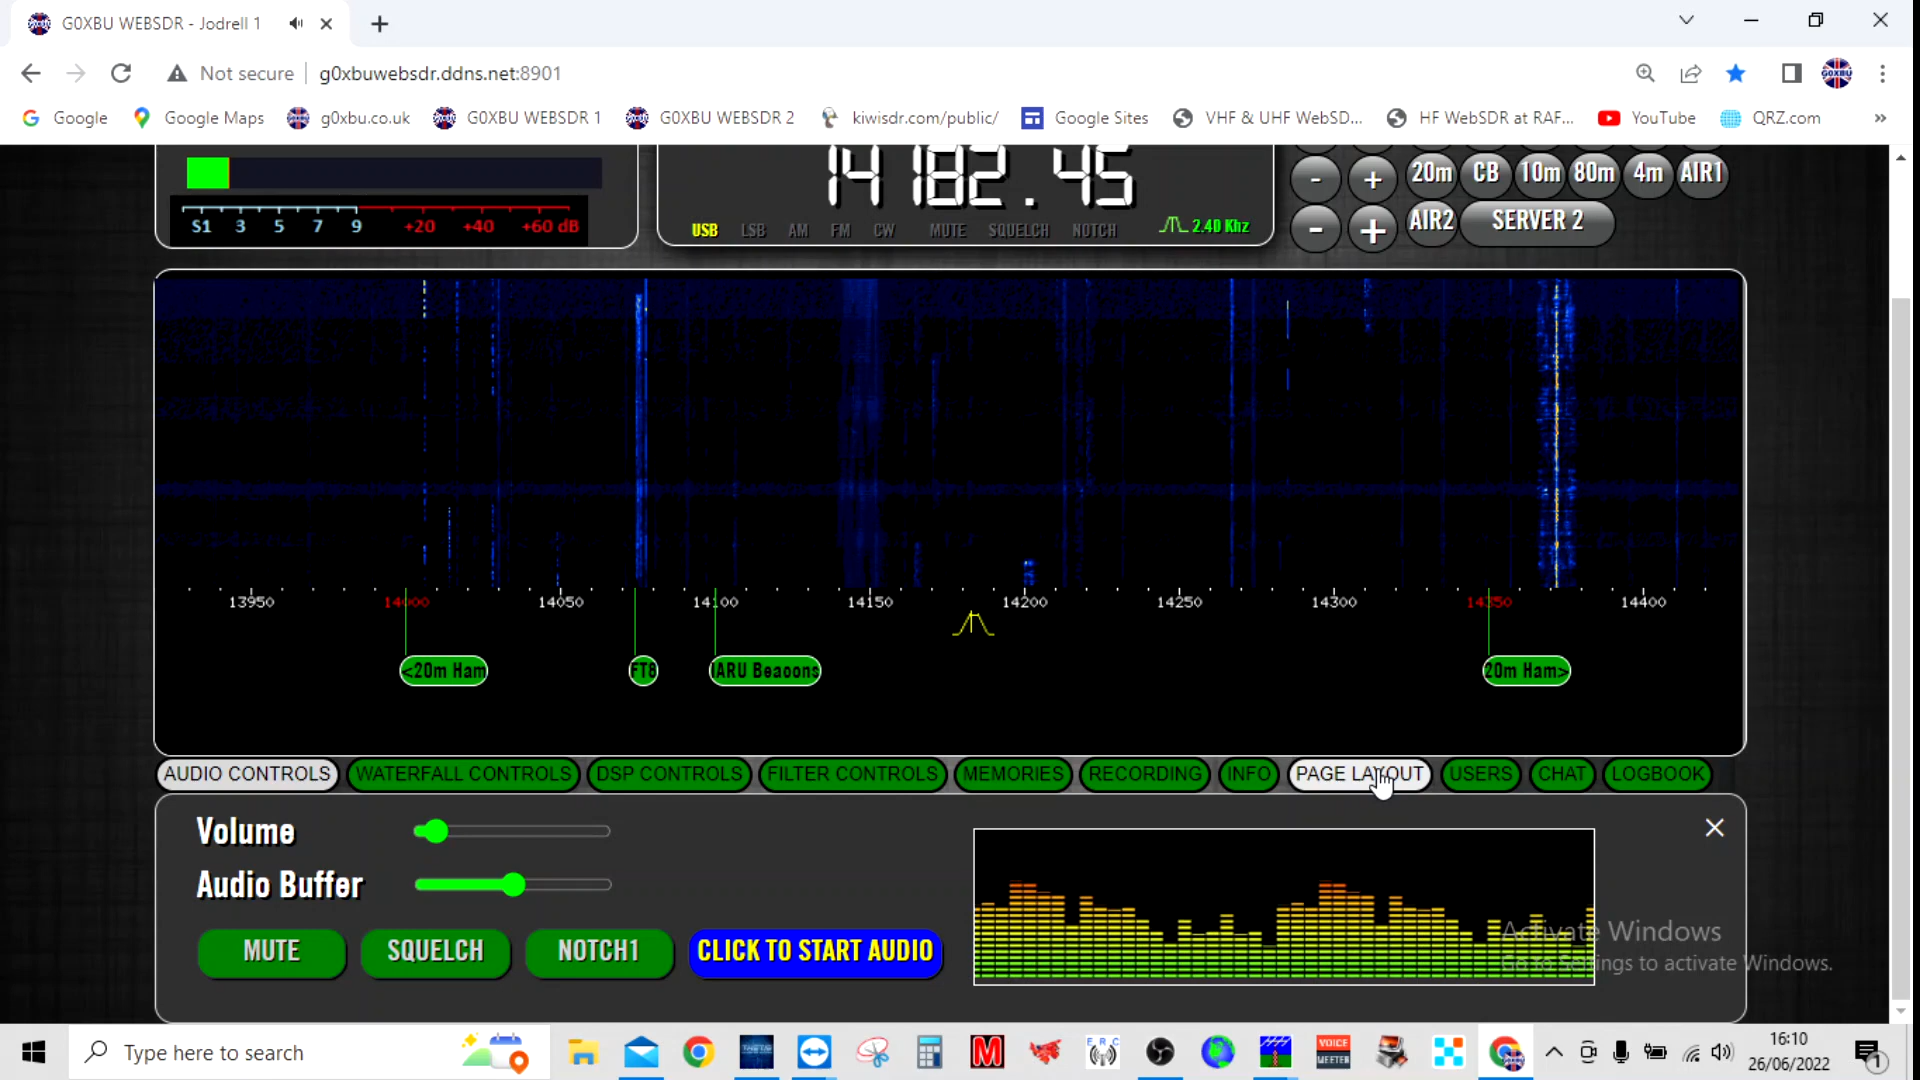 G0XBU WEBSDR - Jodrell 1
Not secure
g0xbuwebsdr.ddns.net:8901
G0XBU
Google
Google Maps
g0xbu.co.uk
G0XBU WEBSDR 1
G0XBU WEBSDR 2
kiwisdr.com/public/
Google Sites
VHF & UHF WebSD...
HF WebSDR at RAF...
YouTube
QRZ.com
»
14182.45
- + 20m CB 10m 80m 4m AIR1
S1 3 5 7 9 +20 +40 +60 dB
USB LSB AM FM CW MUTE SQUELCH NOTCH 2.40 Khz
- + AIR2 SERVER 2
13950 14000 14050 14100 14150 14200 14250 14300 14350 14400
<20m Ham
FT8
IARU Beacons
20m Ham>
AUDIO CONTROLS WATERFALL CONTROLS DSP CONTROLS FILTER CONTROLS MEMORIES RECORDING INFO PAGE LAYOUT USERS CHAT LOGBOOK
Volume
Audio Buffer
MUTE SQUELCH NOTCH1 CLICK TO START AUDIO
Activate Windows
Go to Settings to activate Windows.
Type here to search
VOICE
MEETER
16:10
26/06/2022
1